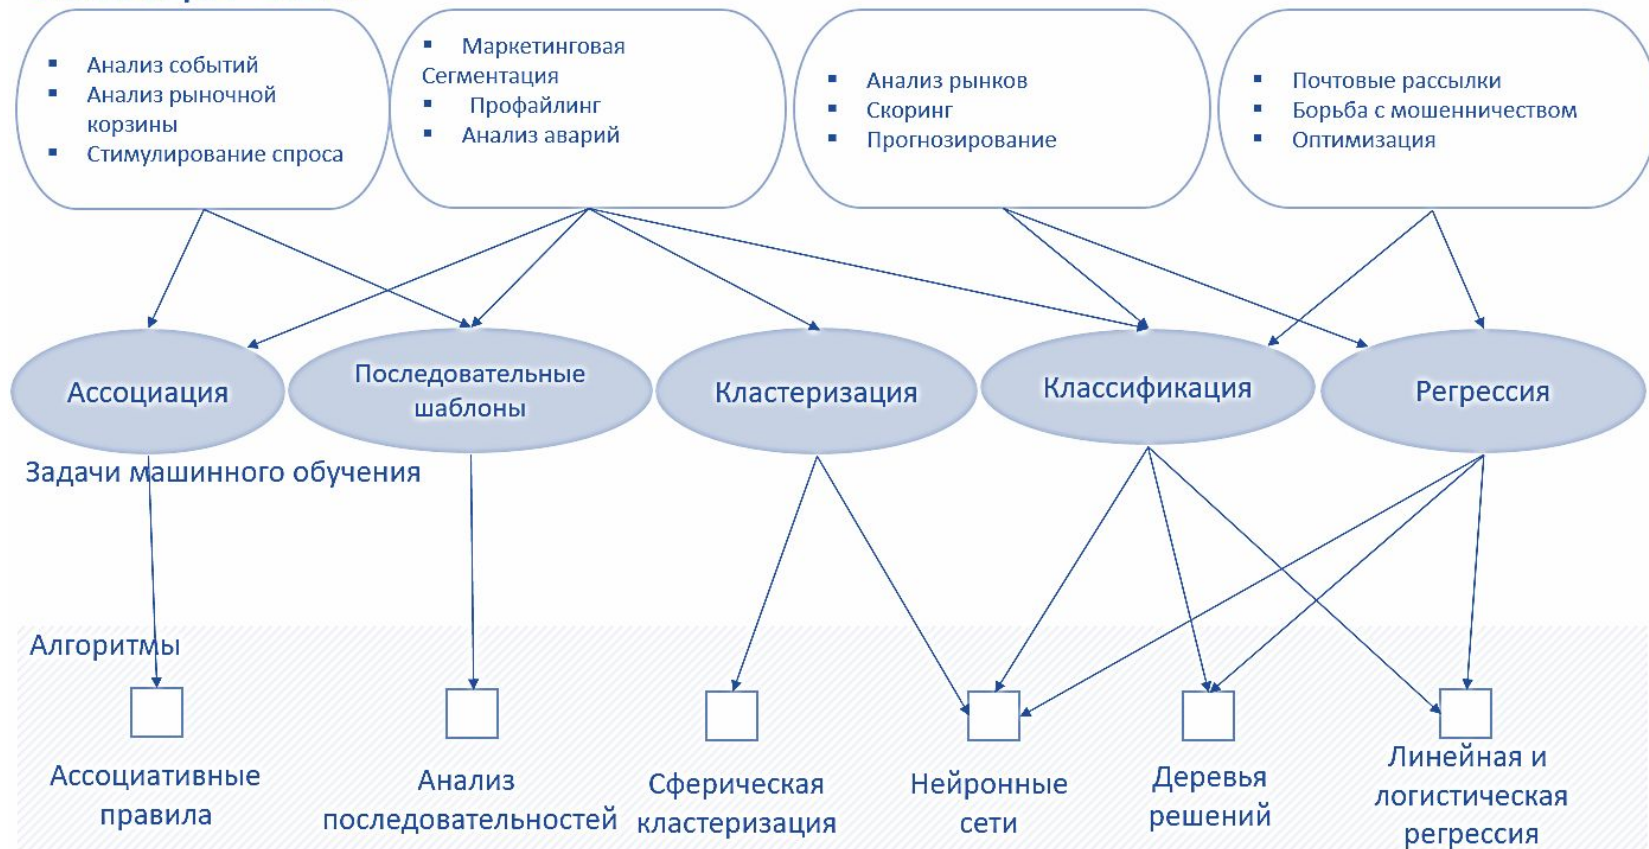 Анализ событий
Анализ рыночной
корзины
Стимулирование спроса
Маркетинговая
Сегментация
Профайлинг
Анализ аварий
Анализ рынков
Скоринг
Прогнозирование
Почтовые рассылки
Борьба с мошенничеством
Оптимизация
Ассоциация
Последовательные
шаблоны
Кластеризация
Классификация
Регрессия
Задачи машинного обучения
Алгоритмы
Ассоциативные
правила
Анализ
последовательностей
Сферическая
кластеризация
Нейронные
сети
Деревья
решений
Линейная и
логистическая
регрессия